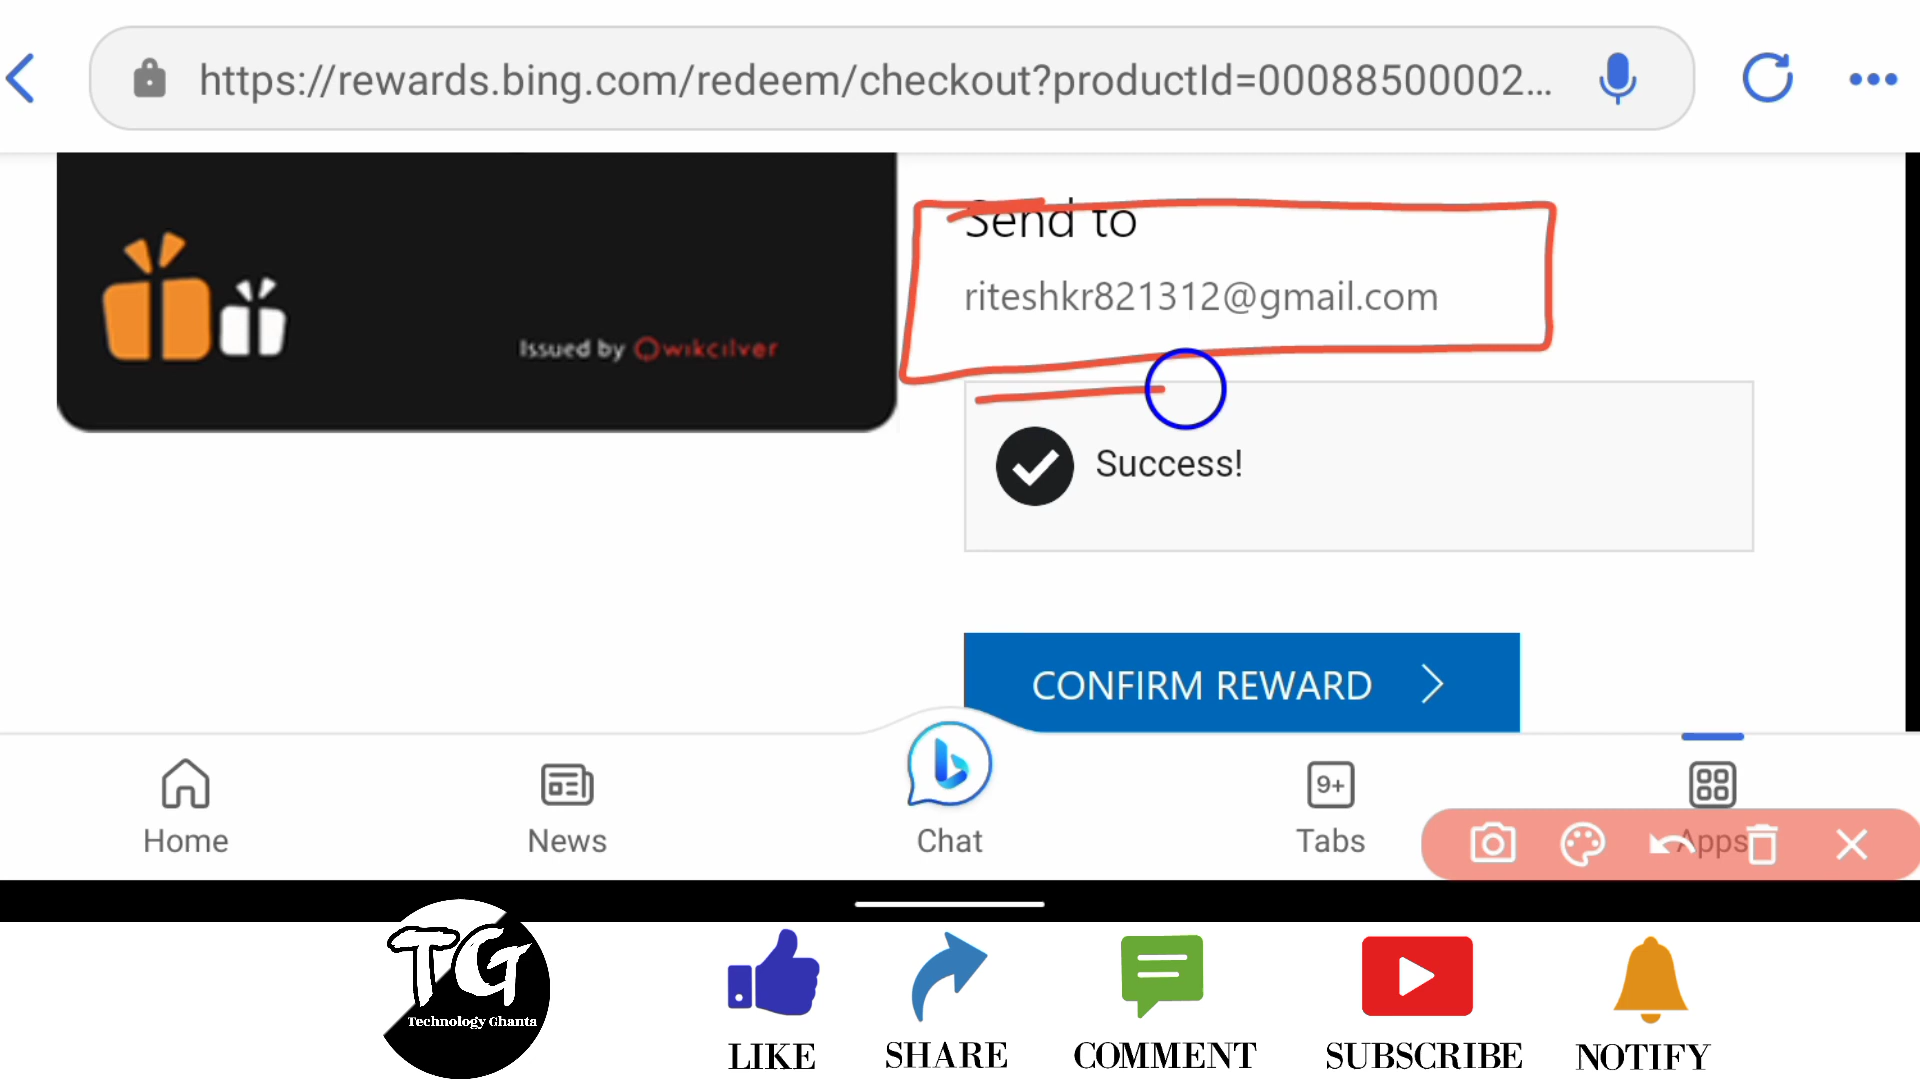 https://rewards.bing.com/redeem/checkout?productId=00088500002...
Send to
riteshkr821312@gmail.com
Issued by Qwikcilver
Success!
CONFIRM REWARD
Home
News
Chat
9+
Tabs
Apps
TG
Technology Ghanta
LIKE
SHARE
COMMENT
SUBSCRIBE
NOTIFY